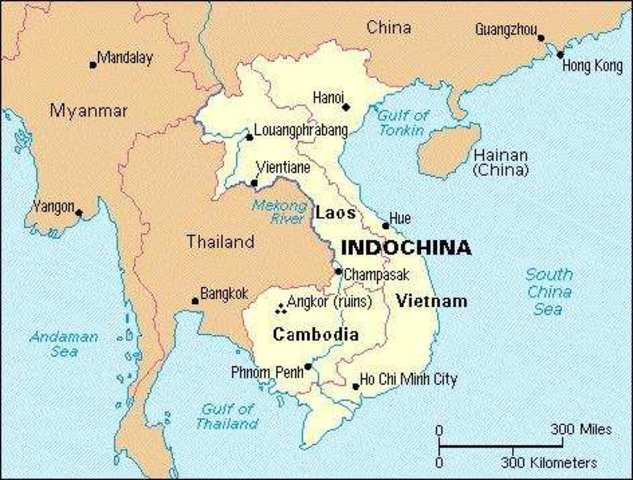 China
Guangzhou
Hong Kong
Mandalay
Myanmar
Hanoi
Gulf of
Tonkin
Louangphrabang
Hainan
(China)
Vientiane
Yangon
Mekong
River
Laos
Hue
Thailand
INDOCHINA
Champasak
South
China
Sea
Bangkok
Angkor (ruins)
Vietnam
Andaman
Sea
Cambodia
Phnom Penh
Ho Chi Minh City
Gulf of
Thailand
0 300 Miles
0 300 Kilometers